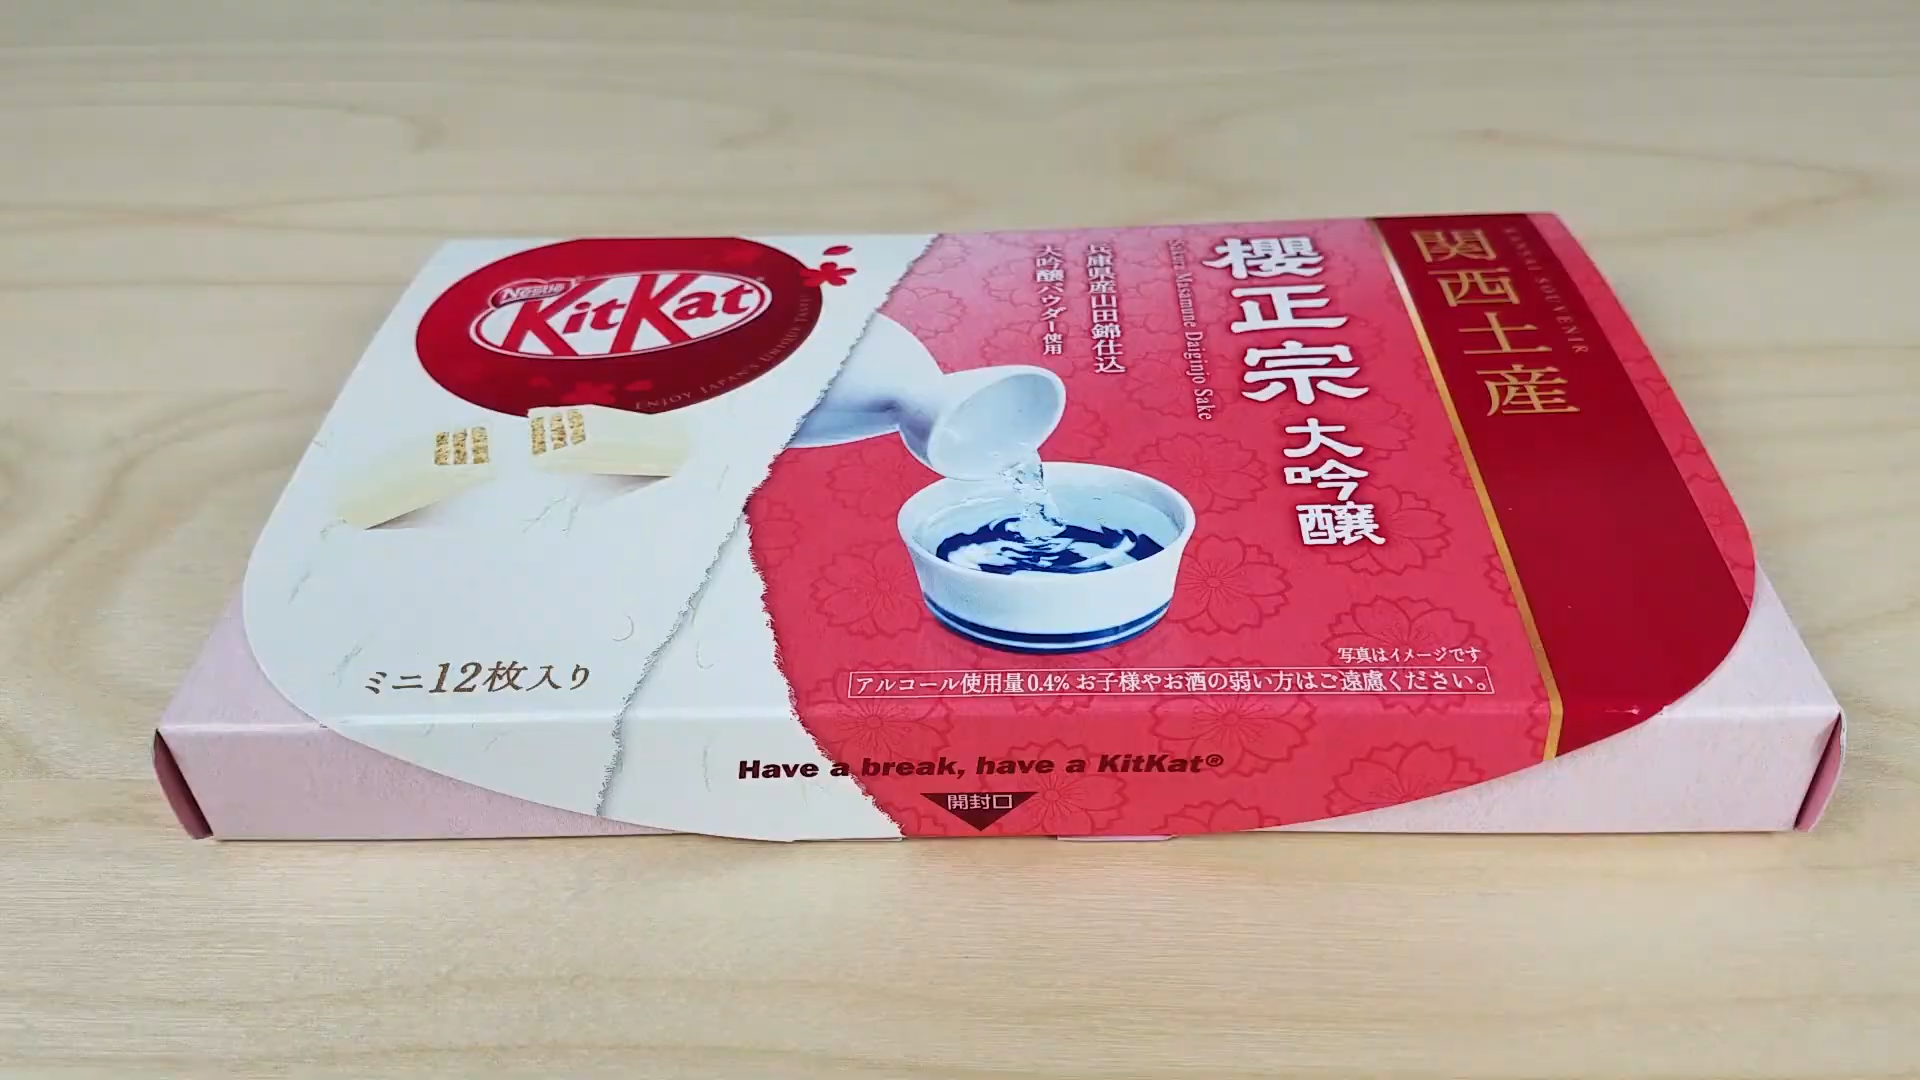 Nestlé
KitKat
ENJOY JAPAN'S UNIQUE TASTE
関西土産
KANSAI SOUVENIR
櫻正宗 大吟醸
Sakura Masamune Daiginjo Sake
兵庫県産山田錦仕込
大吟醸パウダー使用
ミニ12枚入り
写真はイメージです
アルコール使用量0.4% お子様やお酒の弱い方はご遠慮ください。
Have a break, have a KitKat®
開封口